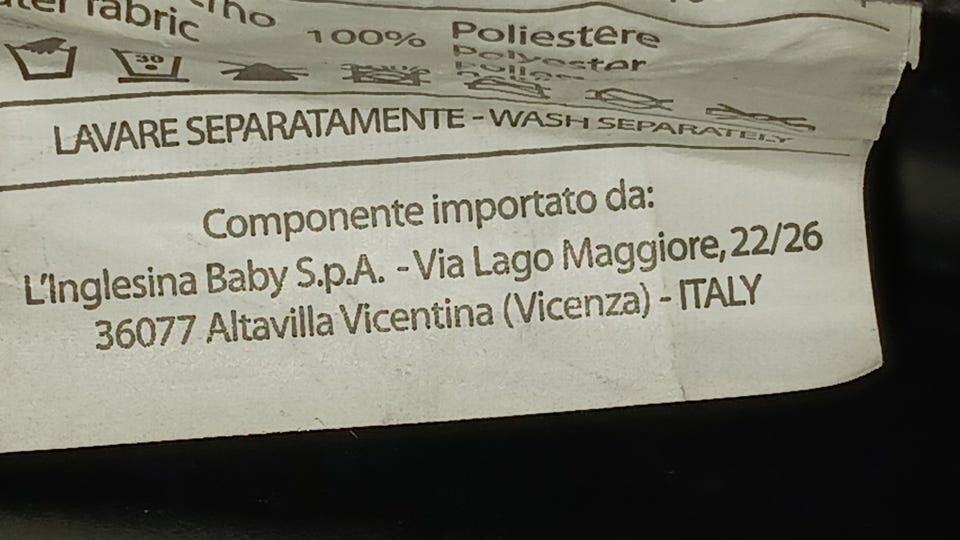 fabric
100% Poliestere
Polyester
30
LAVARE SEPARATAMENTE - WASH SEPARATELY
Componente importato da:
L'Inglesina Baby S.p.A. - Via Lago Maggiore, 22/26
36077 Altavilla Vicentina (Vicenza) - ITALY